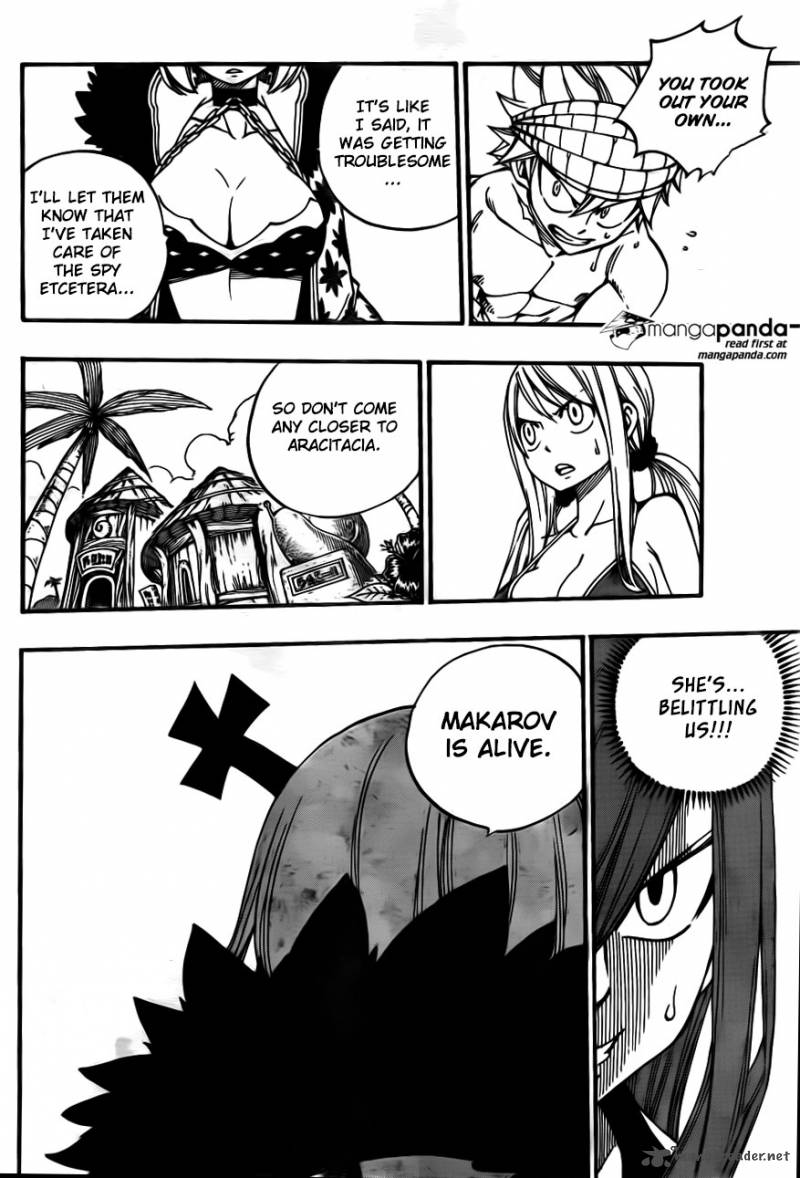 YOU TOOK
OUT YOUR
OWN...
IT'S LIKE
I SAID, IT
WAS GETTING
TROUBLESOME
...
I'LL LET THEM
KNOW THAT
I'VE TAKEN
CARE OF
THE SPY
ETCETERA...
mangapanda
read first at
mangapanda.com
SO DON'T COME
ANY CLOSER TO
ARACITACIA.
SHE'S...
BELITTLING
US!!!
MAKAROV
IS ALIVE.